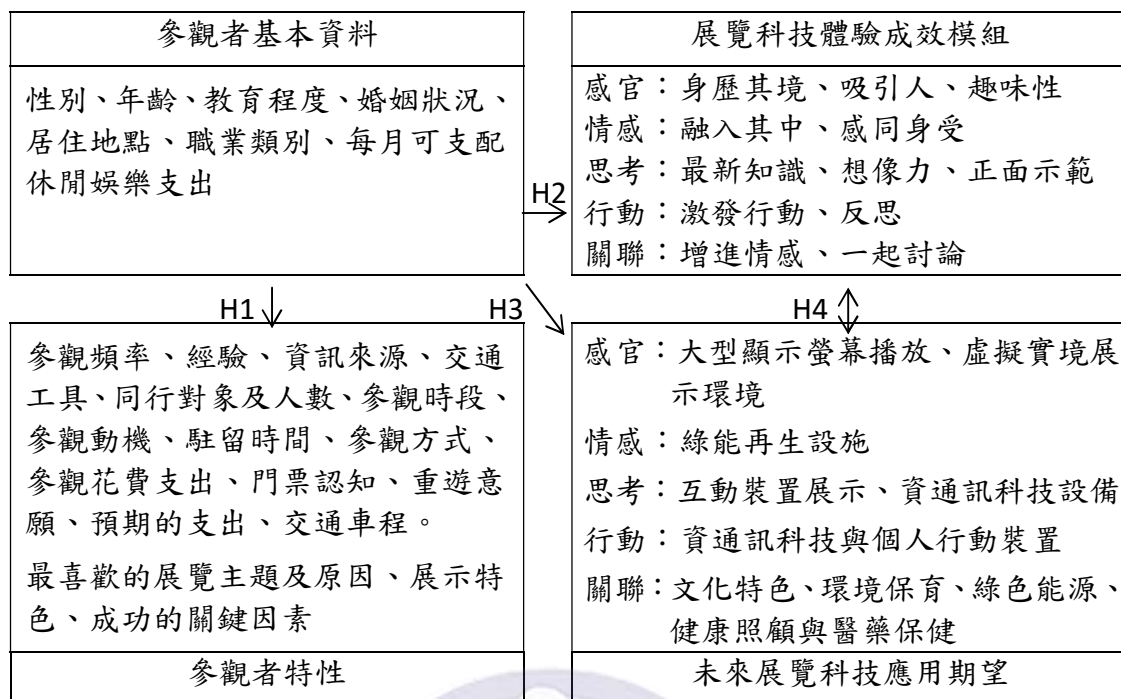 參觀者基本資料
性別、年齡、教育程度、婚姻狀況、
居住地點、職業類別、每月可支配
休閒娛樂支出
H2
展覽科技體驗成效模組
感官：身歷其境、吸引人、趣味性
情感：融入其中、感同身受
思考：最新知識、想像力、正面示範
行動：激發行動、反思
關聯：增進情感、一起討論
H1
H3
H4
參觀頻率、經驗、資訊來源、交通
工具、同行對象及人數、參觀時段、
參觀動機、駐留時間、參觀方式、
參觀花費支出、門票認知、重遊意
願、預期的支出、交通車程。
最喜歡的展覽主題及原因、展示特
色、成功的關鍵因素
參觀者特性
感官：大型顯示螢幕播放、虛擬實境展
示環境
情感：綠能再生設施
思考：互動裝置展示、資通訊科技設備
行動：資通訊科技與個人行動裝置
關聯：文化特色、環境保育、綠色能源、
健康照顧與醫藥保健
未來展覽科技應用期望